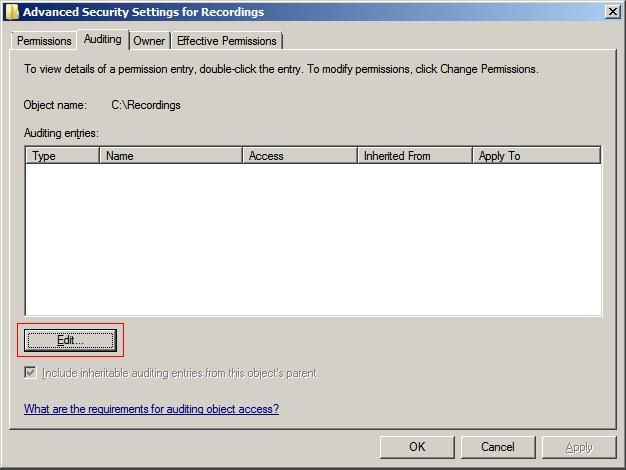 Advanced Security Settings for Recordings
Permissions Auditing Owner Effective Permissions
To view details of a permission entry, double-click the entry. To modify permissions, click Change Permissions.
Object name: C:\Recordings
Auditing entries:
Type Name Access Inherited From Apply To
Edit...
Include inheritable auditing entries from this object's parent
What are the requirements for auditing object access?
OK Cancel Apply